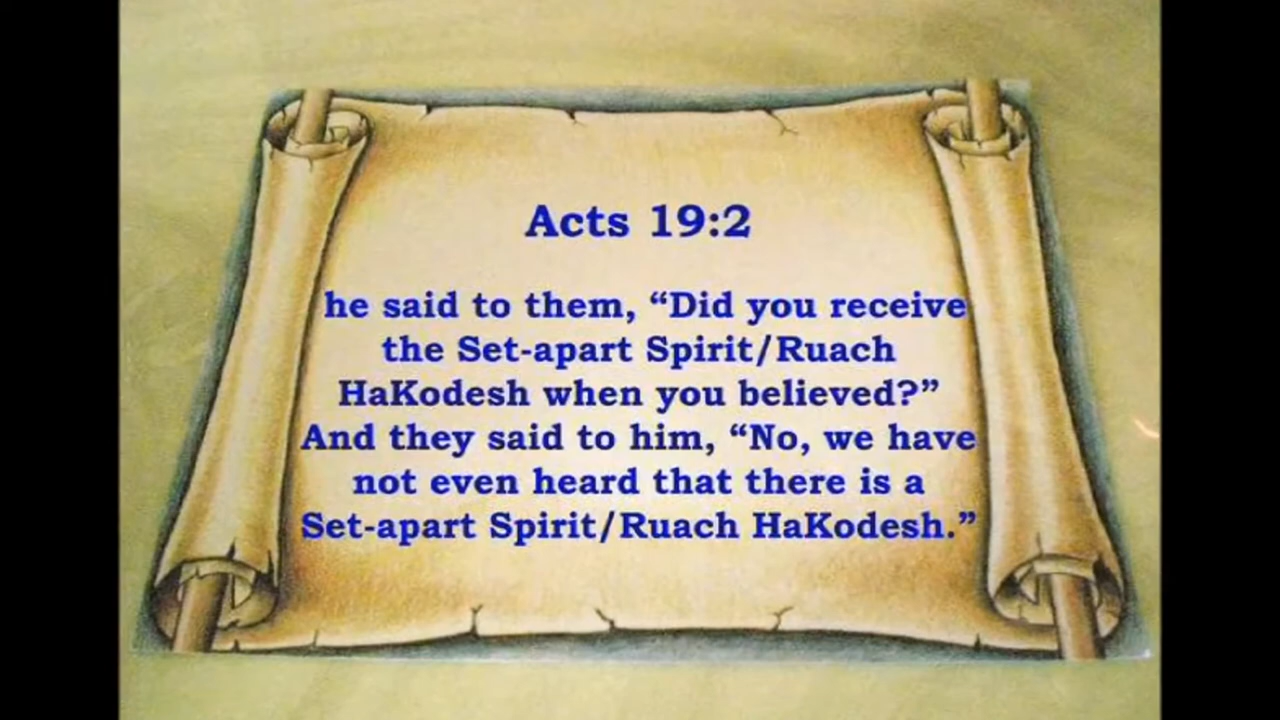 Acts 19:2
he said to them, “Did you receive
the Set-apart Spirit/Ruach
HaKodesh when you believed?”
And they said to him, “No, we have
not even heard that there is a
Set-apart Spirit/Ruach HaKodesh.”